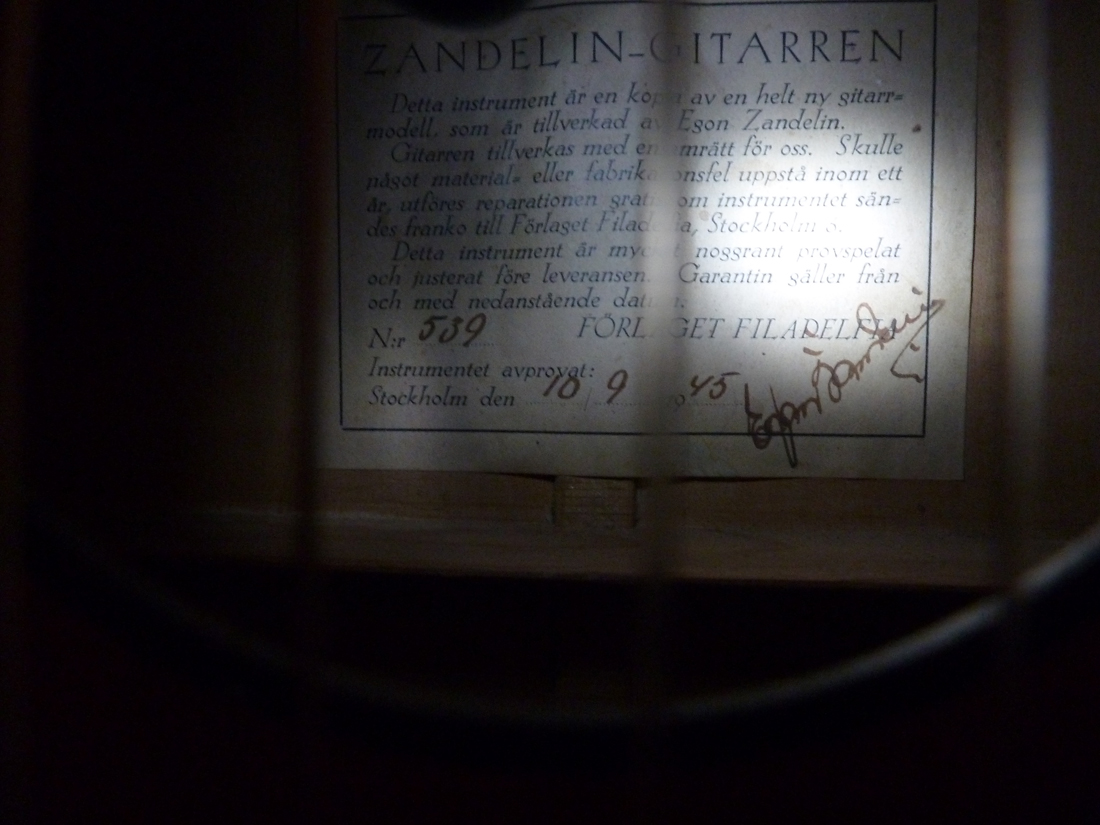 ZANDELIN-GITARREN
Detta instrument är en kopia av en helt ny gitarr=
modell, som är tillverkad av Egon Zandelin.
Gitarren tillverkas med ensamrätt för oss. Skulle
något material= eller fabrikationsfel uppstå inom ett
år, utföres reparationen gratis om instrumentet sän=
des franko till Förlaget Filadelfia, Stockholm 6.
Detta instrument är mycket noggrant provspelat
och justerat före leveransen. Garantin gäller från
och med nedanstående datum.
N:r 539 FÖRLAGET FILADELFIA
Instrumentet avprovat:
Stockholm den 10 / 9 1945
Egon Zandelin